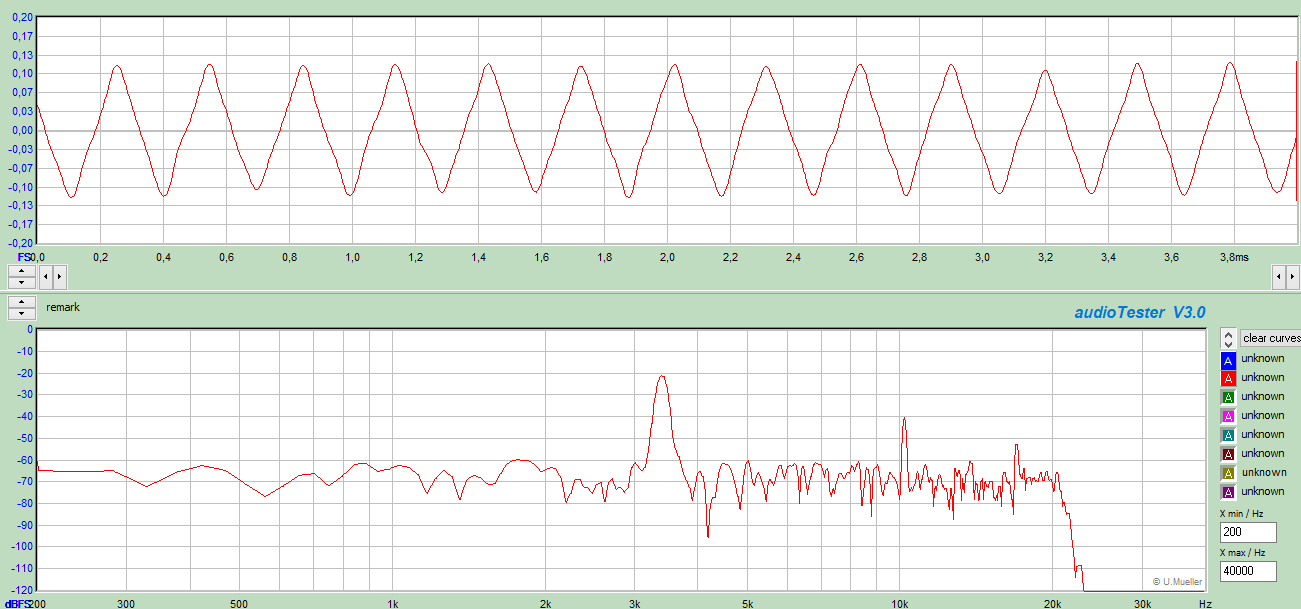 0,20
0,17
0,13
0,10
0,07
0,03
0,00
-0,03
-0,07
-0,10
-0,13
-0,17
-0,20
FS0,0 0,2 0,4 0,6 0,8 1,0 1,2 1,4 1,6 1,8 2,0 2,2 2,4 2,6 2,8 3,0 3,2 3,4 3,6 3,8ms
remark
audioTester V3.0
0
-10
-20
-30
-40
-50
-60
-70
-80
-90
-100
-110
-120
clear curves
A unknown
A unknown
A unknown
A unknown
A unknown
A unknown
A unknown
A unknown
X min / Hz
200
X max / Hz
40000
© U.Mueller
dBFS200 300 500 1k 2k 3k 5k 10k 20k 30k Hz